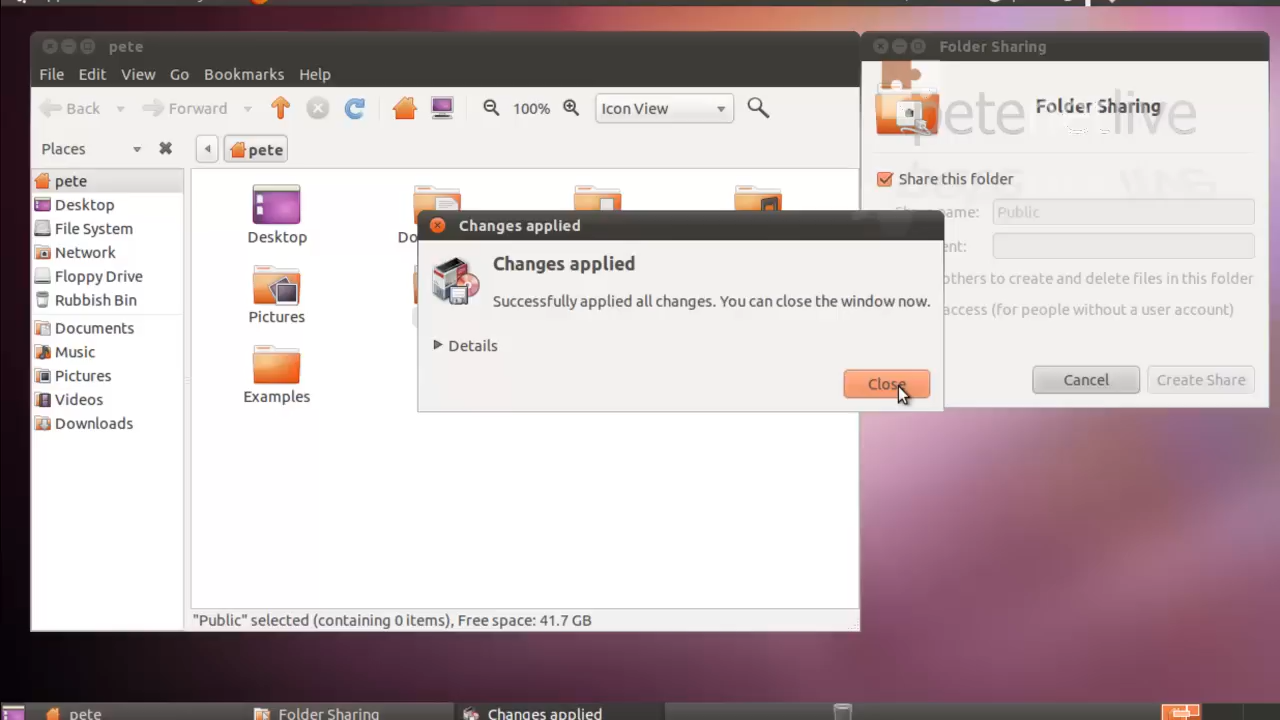 pete
File Edit View Go Bookmarks Help
Back Forward 100% Icon View
Places
pete
pete
Desktop
File System
Network
Floppy Drive
Rubbish Bin
Documents
Music
Pictures
Videos
Downloads
Desktop
Pictures
Examples
"Public" selected (containing 0 items), Free space: 41.7 GB
Changes applied
Changes applied
Successfully applied all changes. You can close the window now.
Details
Close
Folder Sharing
Folder Sharing
Share this folder
name:
Public
others to create and delete files in this folder
access (for people without a user account)
Cancel
Create Share
pete
Folder Sharing
Changes applied